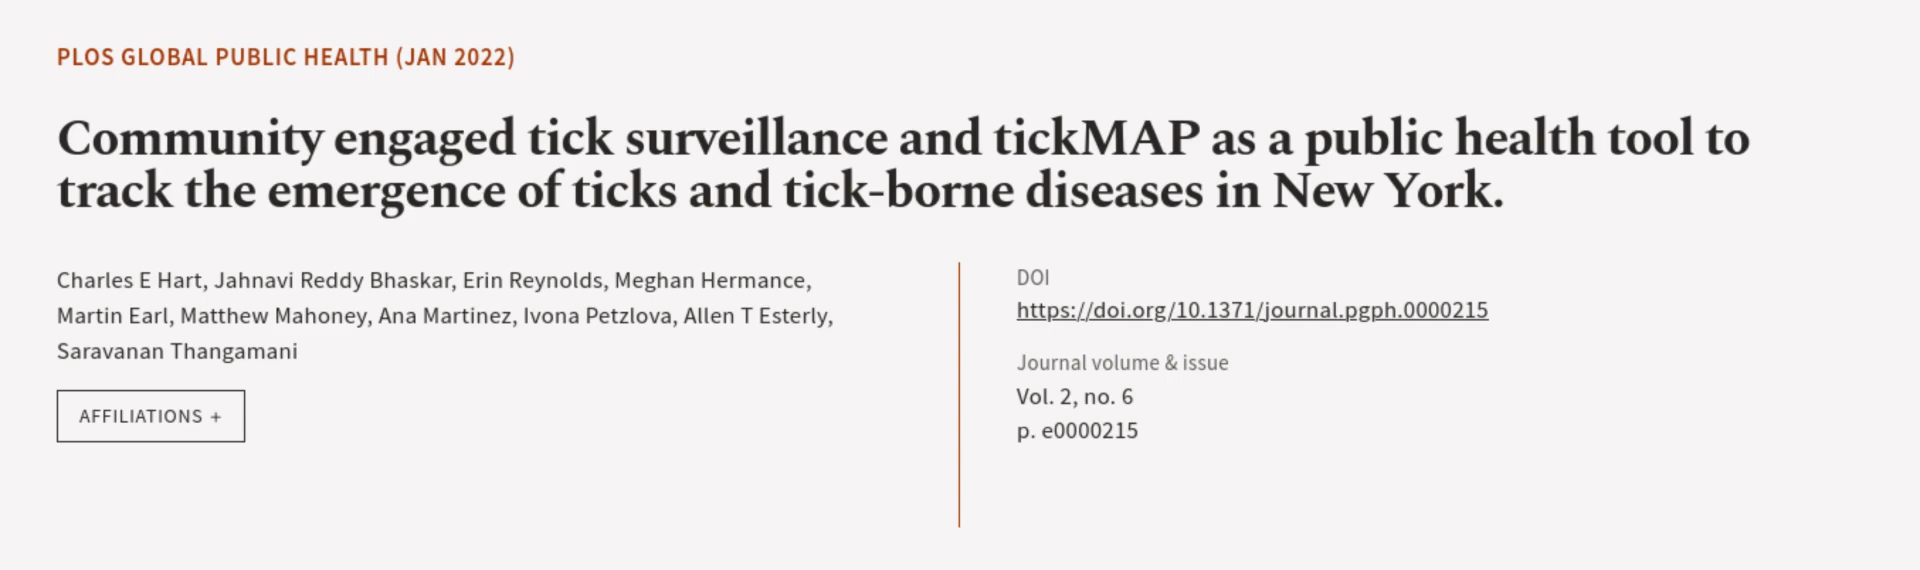 PLOS GLOBAL PUBLIC HEALTH (JAN 2022)
Community engaged tick surveillance and tickMAP as a public health tool to
track the emergence of ticks and tick-borne diseases in New York.
Charles E Hart, Jahnavi Reddy Bhaskar, Erin Reynolds, Meghan Hermance,
Martin Earl, Matthew Mahoney, Ana Martinez, Ivona Petzlova, Allen T Esterly,
Saravanan Thangamani
AFFILIATIONS +
DOI
https://doi.org/10.1371/journal.pgph.0000215
Journal volume & issue
Vol. 2, no. 6
p. e0000215